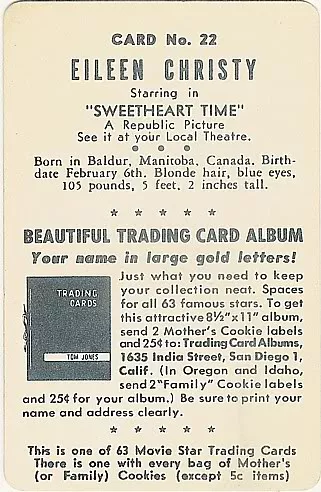 CARD No. 22
EILEEN CHRISTY
Starring in
"SWEETHEART TIME"
A Republic Picture
See it at your Local Theatre.
Born in Baldur, Manitoba, Canada. Birth-
date February 6th. Blonde hair, blue eyes,
105 pounds, 5 feet, 2 inches tall.
BEAUTIFUL TRADING CARD ALBUM
Your name in large gold letters!
TRADING
CARDS
TOM JONES
Just what you need to keep
your collection neat. Spaces
for all 63 famous stars. To get
this attractive 8½"x11" album,
send 2 Mother's Cookie labels
and 25¢ to: Trading Card Albums,
1635 India Street, San Diego 1,
Calif. (In Oregon and Idaho,
send 2 "Family" Cookie labels
and 25¢ for your album.) Be sure to print your
name and address clearly.
This is one of 63 Movie Star Trading Cards
There is one with every bag of Mother's
(or Family) Cookies (except 5c items)